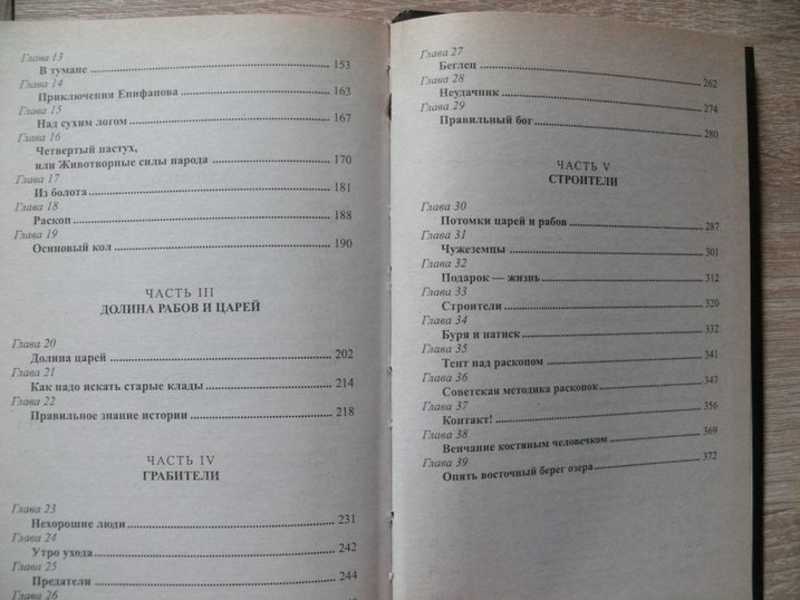 Глава 13
В тумане 153
Глава 14
Приключения Епифанова 163
Глава 15
Над сухим логом 167
Глава 16
Четвертый пастух,
или Животворные силы народа 170
Глава 17
Из болота 181
Глава 18
Раскоп 188
Глава 19
Осиновый кол 190
ЧАСТЬ III
ДОЛИНА РАБОВ И ЦАРЕЙ
Глава 20
Долина царей 202
Глава 21
Как надо искать старые клады 214
Глава 22
Правильное знание истории 218
ЧАСТЬ IV
ГРАБИТЕЛИ
Глава 23
Нехорошие люди 231
Глава 24
Утро ухода 242
Глава 25
Предатели 244
Глава 26
Глава 27
Беглец 262
Глава 28
Неудачник 274
Глава 29
Правильный бог 280
ЧАСТЬ V
СТРОИТЕЛИ
Глава 30
Потомки царей и рабов 287
Глава 31
Чужеземцы 301
Глава 32
Подарок — жизнь 312
Глава 33
Строители 320
Глава 34
Буря и натиск 332
Глава 35
Тент над раскопом 341
Глава 36
Советская методика раскопок 347
Глава 37
Контакт! 356
Глава 38
Венчание костяным человечком 369
Глава 39
Опять восточный берег озера 372